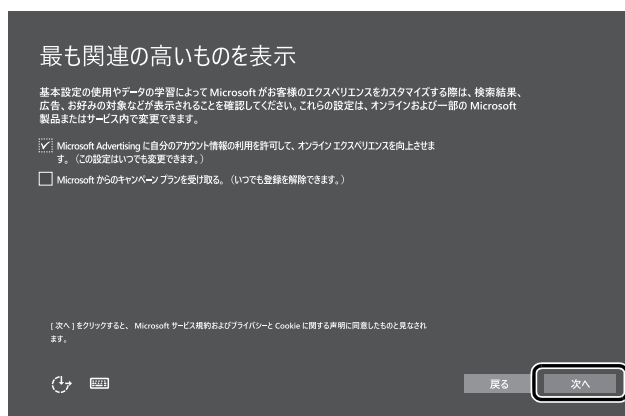 最も関連の高いものを表示
基本設定の使用やデータの学習によって Microsoft がお客様のエクスペリエンスをカスタマイズする際は、検索結果、
広告、お好みの対象などが表示されることを確認してください。これらの設定は、オンラインおよび一部の Microsoft
製品またはサービス内で変更できます。
Microsoft Advertising に自分のアカウント情報の利用を許可して、オンライン エクスペリエンスを向上させま
す。（この設定はいつでも変更できます。）
Microsoft からのキャンペーン プランを受け取る。（いつでも登録を解除できます。）
[ 次へ ] をクリックすると、 Microsoft サービス規約およびプライバシーと Cookie に関する声明に同意したものと見なされ
ます。
戻る 次へ